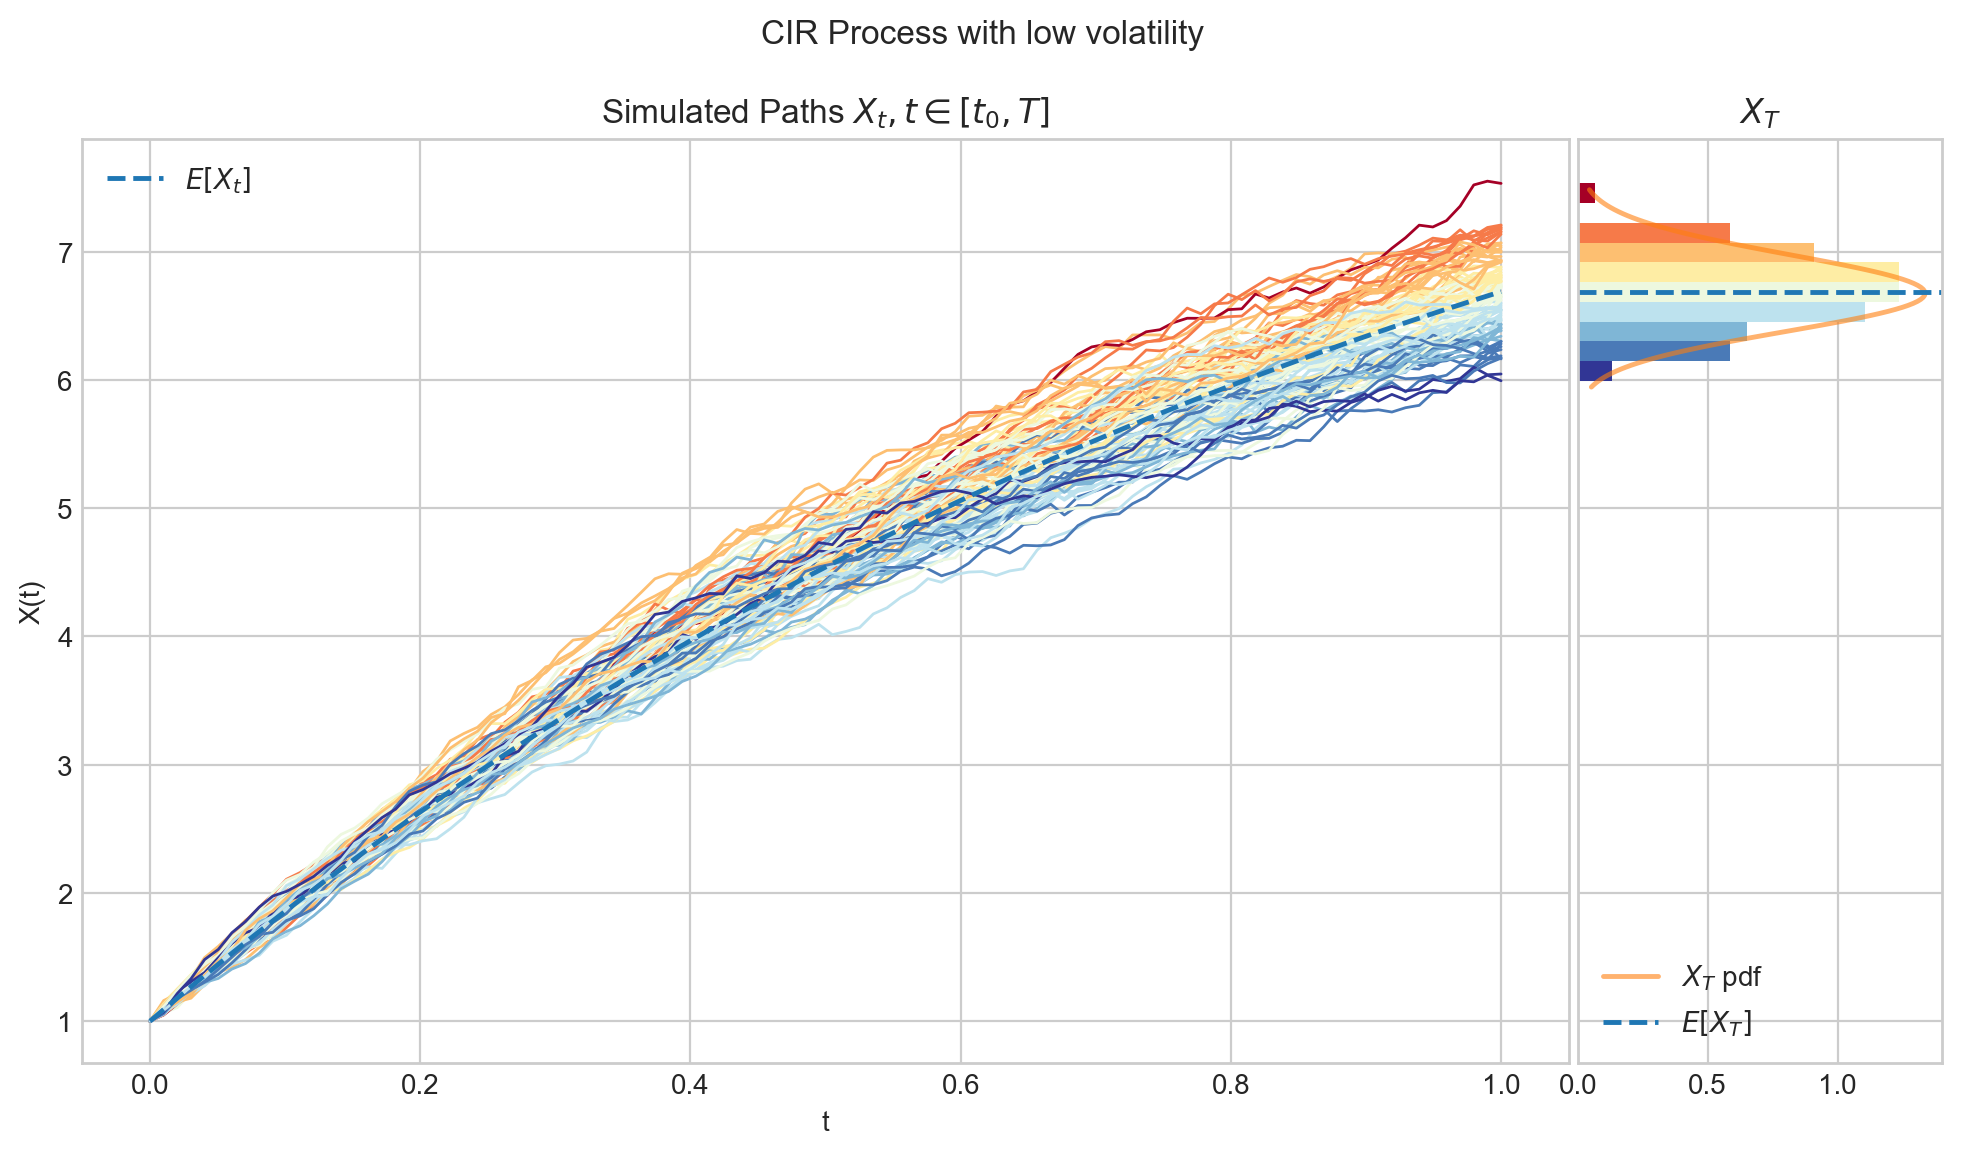 CIR Process with low volatility
Simulated Paths $X_t, t \in [t_0, T]$
$X_T$
$E[X_t]$
X(t)
7
6
5
4
3
2
1
0.0 0.2 0.4 0.6 0.8 1.0
t
$X_T$ pdf
$E[X_T]$
0.0 0.5 1.0